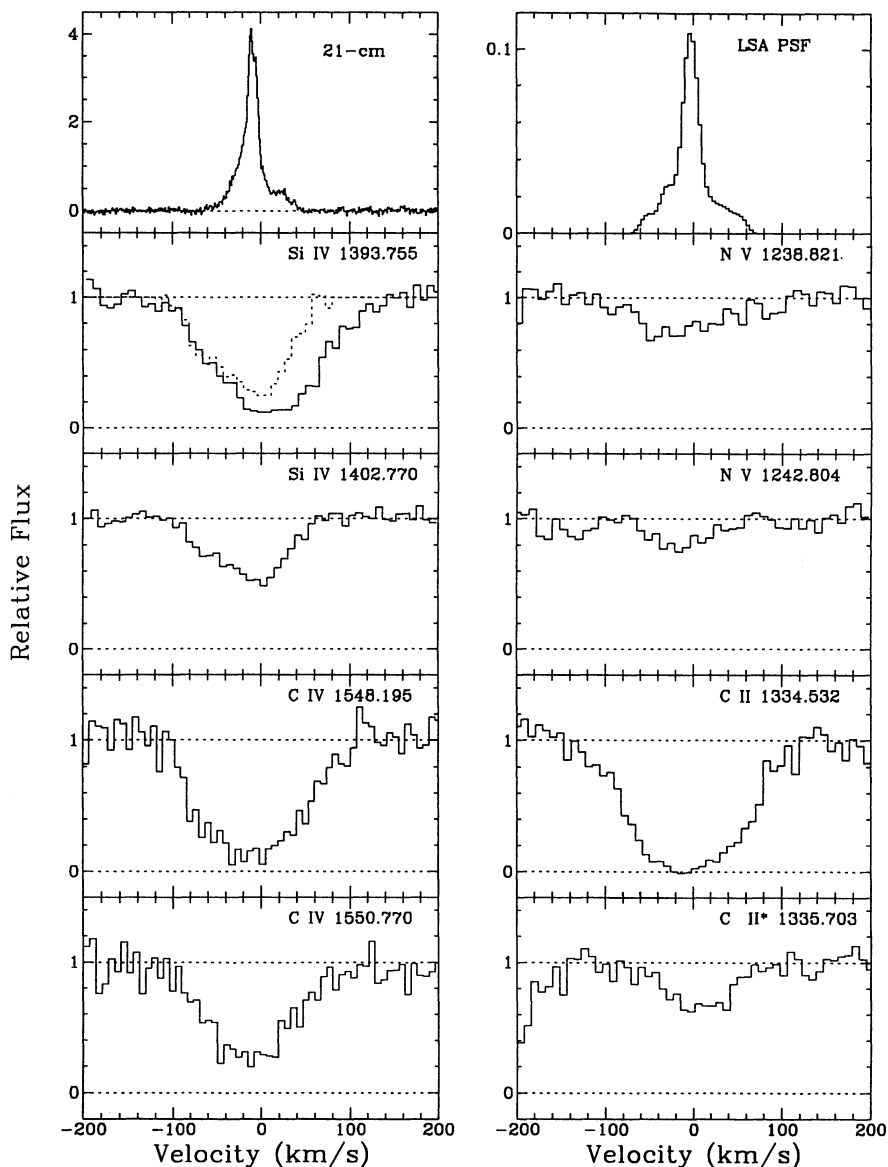 21-cm
4
2
0
Si IV 1393.755
1
0
Si IV 1402.770
1
0
C IV 1548.195
1
0
C IV 1550.770
1
0
-200 -100 0 100 200
Velocity (km/s)
Relative Flux
LSA PSF
0.1
0
N V 1238.821
1
0
N V 1242.804
1
0
C II 1334.532
1
0
C II* 1335.703
1
0
-200 -100 0 100 200
Velocity (km/s)